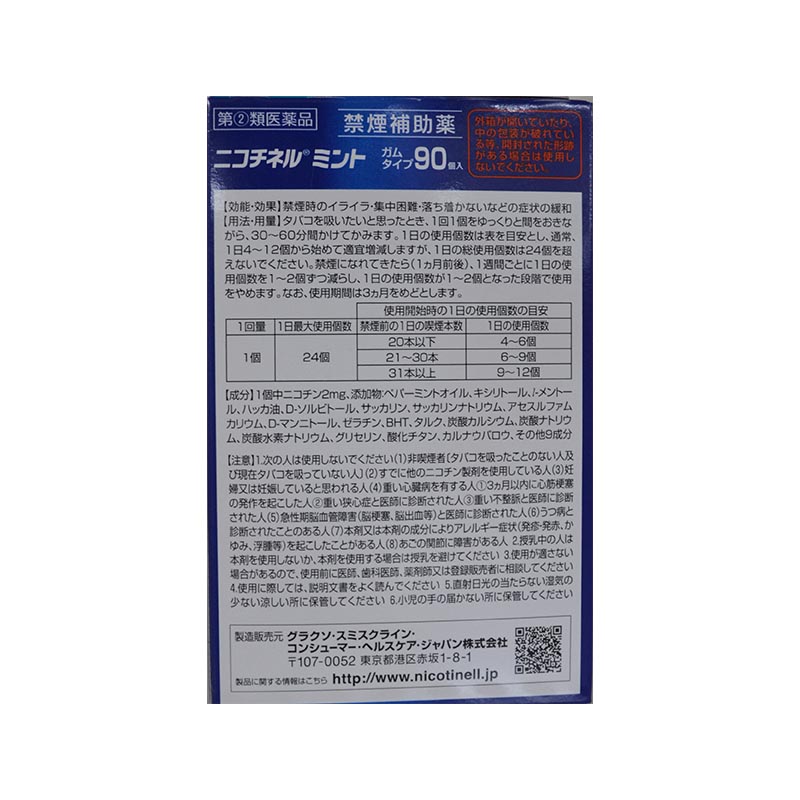 第②類医薬品
禁煙補助薬
ニコチネル® ミント ガムタイプ 90個入
外箱が開いていたり、
中の包装が破れてい
る等、開封された形跡
がある場合は使用し
ないでください。
【効能・効果】禁煙時のイライラ・集中困難・落ち着かないなどの症状の緩和
【用法・用量】タバコを吸いたいと思ったとき、1回1個をゆっくりと間をおきな
がら、30〜60分間かけてかみます。1日の使用個数は表を目安とし、通常、
1日4〜12個から始めて適宜増減しますが、1日の総使用個数は24個を超
えないでください。禁煙になれてきたら(1ヵ月前後)、1週間ごとに1日の使
用個数を1〜2個ずつ減らし、1日の使用個数が1〜2個となった段階で使用
をやめます。なお、使用期間は3ヵ月をめどとします。
使用開始時の1日の使用個数の目安
1回量 1日最大使用個数 禁煙前の1日の喫煙本数 1日の使用個数
20本以下 4〜6個
1個 24個 21〜30本 6〜9個
31本以上 9〜12個
【成分】1個中ニコチン2mg、添加物:ペパーミントオイル、キシリトール、l-メントー
ル、ハッカ油、D-ソルビトール、サッカリン、サッカリンナトリウム、アセスルファム
カリウム、D-マンニトール、ゼラチン、BHT、タルク、炭酸カルシウム、炭酸ナトリ
ウム、炭酸水素ナトリウム、グリセリン、酸化チタン、カルナウバロウ、その他9成分
【注意】1.次の人は使用しないでください(1)非喫煙者〔タバコを吸ったことのない人及
び現在タバコを吸っていない人〕(2)すでに他のニコチン製剤を使用している人(3)妊
婦又は妊娠していると思われる人(4)重い心臓病を有する人①3ヵ月以内に心筋梗塞
の発作を起こした人②重い狭心症と医師に診断された人③重い不整脈と医師に診断
された人(5)急性期脳血管障害(脳梗塞、脳出血等)と医師に診断された人(6)うつ病と
診断されたことのある人(7)本剤又は本剤の成分によりアレルギー症状(発疹・発赤、か
ゆみ、浮腫等)を起こしたことがある人(8)あごの関節に障害がある人 2.授乳中の人は
本剤を使用しないか、本剤を使用する場合は授乳を避けてください 3.使用が適さない
場合があるので、使用前に医師、歯科医師、薬剤師又は登録販売者に相談してください
4.使用に際しては、説明文書をよく読んでください 5.直射日光の当たらない湿気の
少ない涼しい所に保管してください 6.小児の手の届かない所に保管してください
製造販売元 グラクソ・スミスクライン・
コンシューマー・ヘルスケア・ジャパン株式会社
〒107-0052 東京都港区赤坂1-8-1
製品に関する情報はこちら http://www.nicotinell.jp